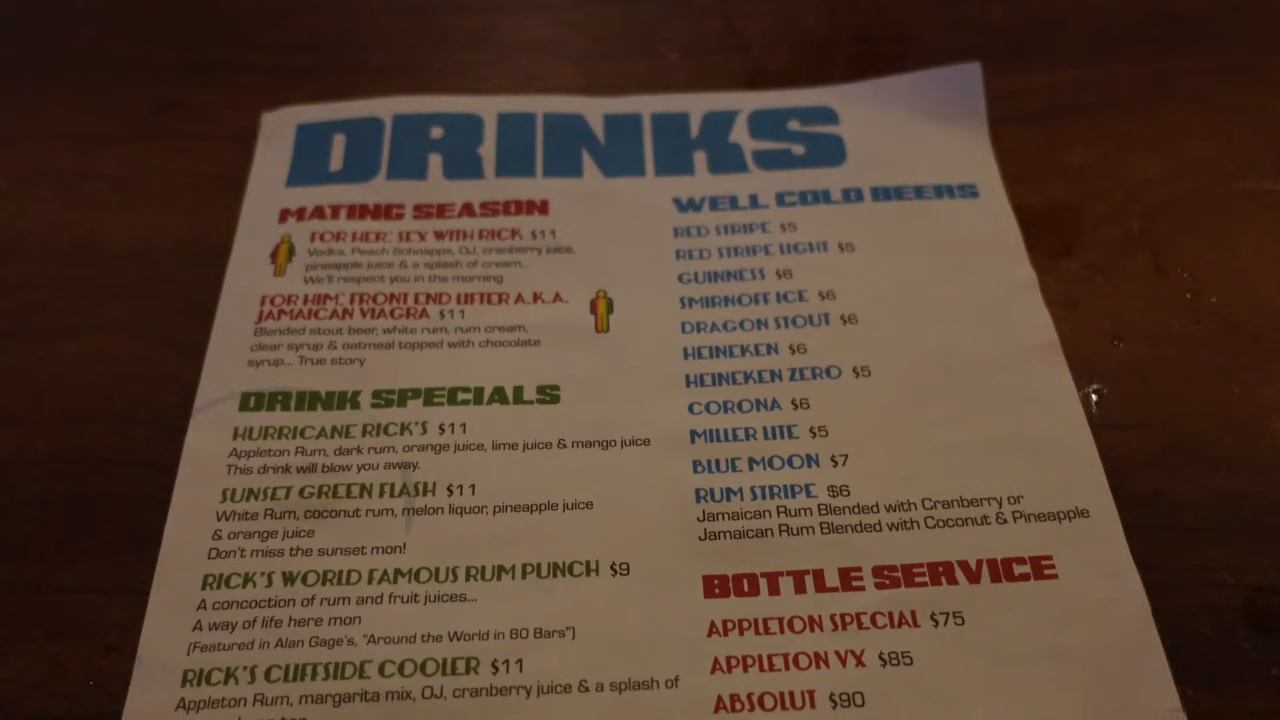 DRINKS
MATING SEASON
FOR HER: SEX WITH RICK $11
Vodka, Peach Schnapps, OJ, cranberry juice,
pineapple juice & a splash of cream...
We'll respect you in the morning
FOR HIM: FRONT END LIFTER A.K.A.
JAMAICAN VIAGRA $11
Blended stout beer, white rum, rum cream,
clear syrup & oatmeal topped with chocolate
syrup... True story
DRINK SPECIALS
HURRICANE RICK'S $11
Appleton Rum, dark rum, orange juice, lime juice & mango juice
This drink will blow you away.
SUNSET GREEN FLASH $11
White Rum, coconut rum, melon liquor, pineapple juice
& orange juice
Don't miss the sunset mon!
RICK'S WORLD FAMOUS RUM PUNCH $9
A concoction of rum and fruit juices...
A way of life here mon
(Featured in Alan Gage's, "Around the World in 80 Bars")
RICK'S CLIFFSIDE COOLER $11
Appleton Rum, margarita mix, OJ, cranberry juice & a splash of
WELL COLD BEERS
RED STRIPE $5
RED STRIPE LIGHT $5
GUINNESS $6
SMIRNOFF ICE $6
DRAGON STOUT $6
HEINEKEN $6
HEINEKEN ZERO $5
CORONA $6
MILLER LITE $5
BLUE MOON $7
RUM STRIPE $6
Jamaican Rum Blended with Cranberry or
Jamaican Rum Blended with Coconut & Pineapple
BOTTLE SERVICE
APPLETON SPECIAL $75
APPLETON VX $85
ABSOLUT $90